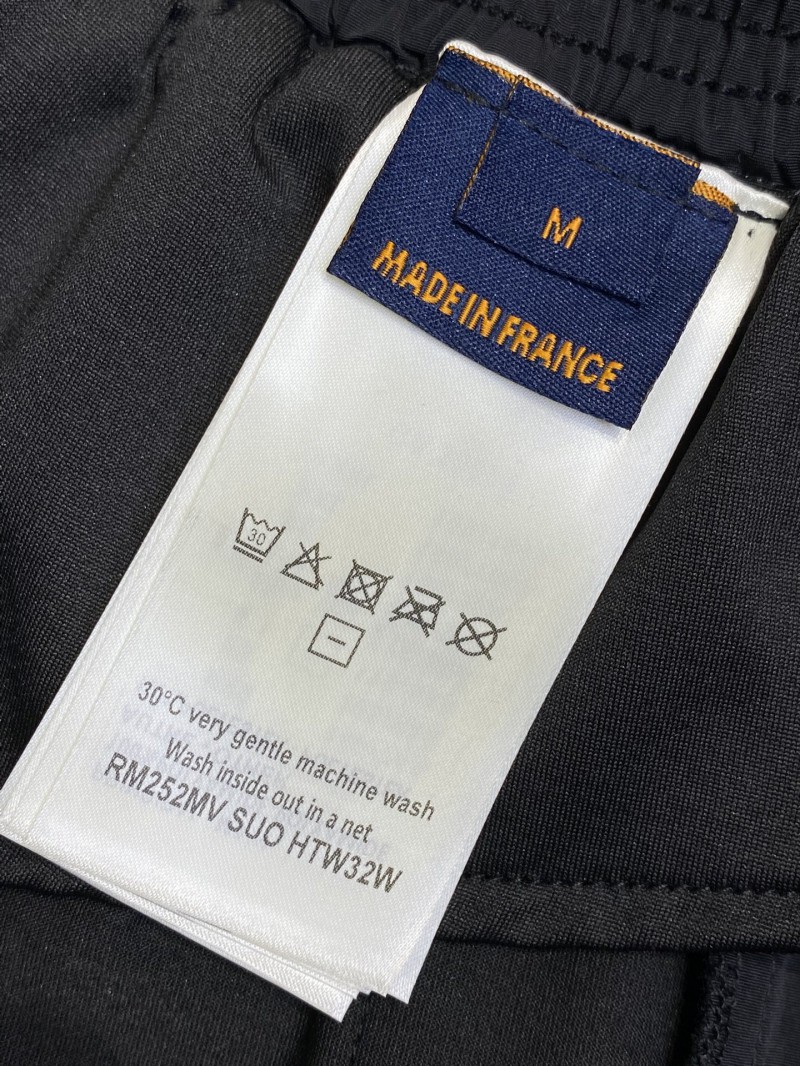 M
MADE IN FRANCE
30
30°C very gentle machine wash
Wash inside out in a net
RM252MV SUO HTW32W